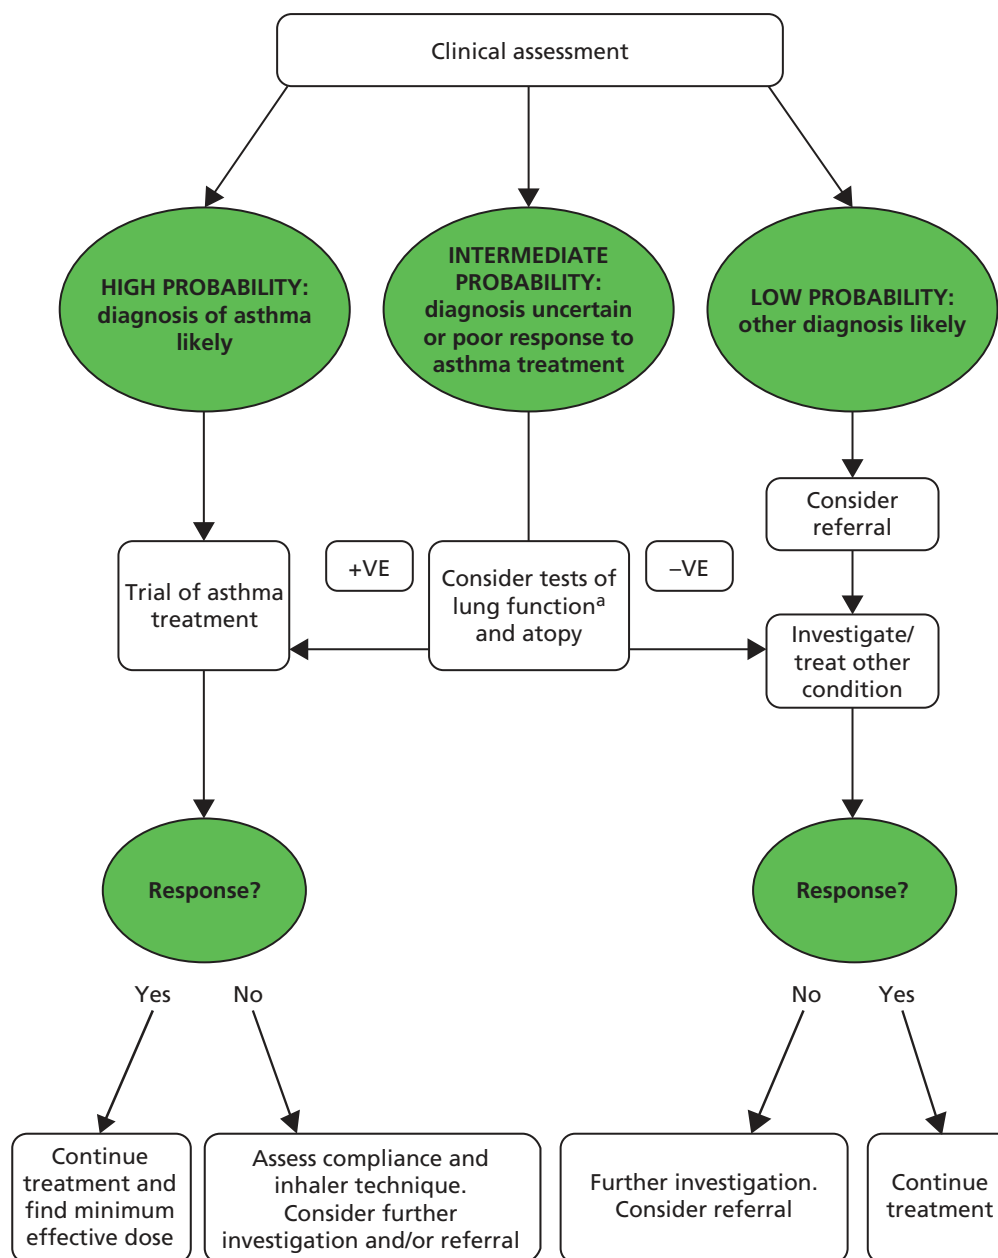 Clinical assessment
HIGH PROBABILITY:
diagnosis of asthma
likely
INTERMEDIATE
PROBABILITY:
diagnosis uncertain
or poor response to
asthma treatment
LOW PROBABILITY:
other diagnosis likely
Consider
referral
Trial of asthma
treatment
+VE
Consider tests of
lung functionᵃ
and atopy
–VE
Investigate/
treat other
condition
Response?
Response?
Yes
No
No
Yes
Continue
treatment and
find minimum
effective dose
Assess compliance and
inhaler technique.
Consider further
investigation and/or referral
Further investigation.
Consider referral
Continue
treatment